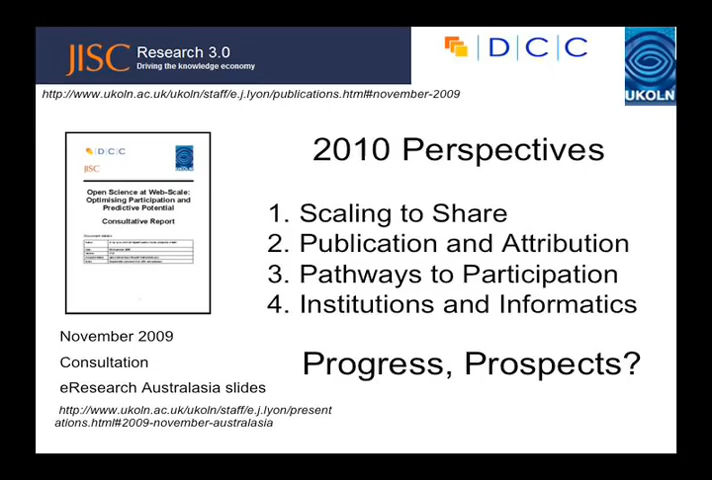 JISC Research 3.0
Driving the knowledge economy
DCC
UKOLN
http://www.ukoln.ac.uk/ukoln/staff/e.j.lyon/publications.html#november-2009
DCC
JISC
Open Science at Web-Scale:
Optimising Participation and
Predictive Potential
Consultative Report
2010 Perspectives
1. Scaling to Share
2. Publication and Attribution
3. Pathways to Participation
4. Institutions and Informatics
Progress, Prospects?
November 2009
Consultation
eResearch Australasia slides
http://www.ukoln.ac.uk/ukoln/staff/e.j.lyon/present
ations.html#2009-november-australasia